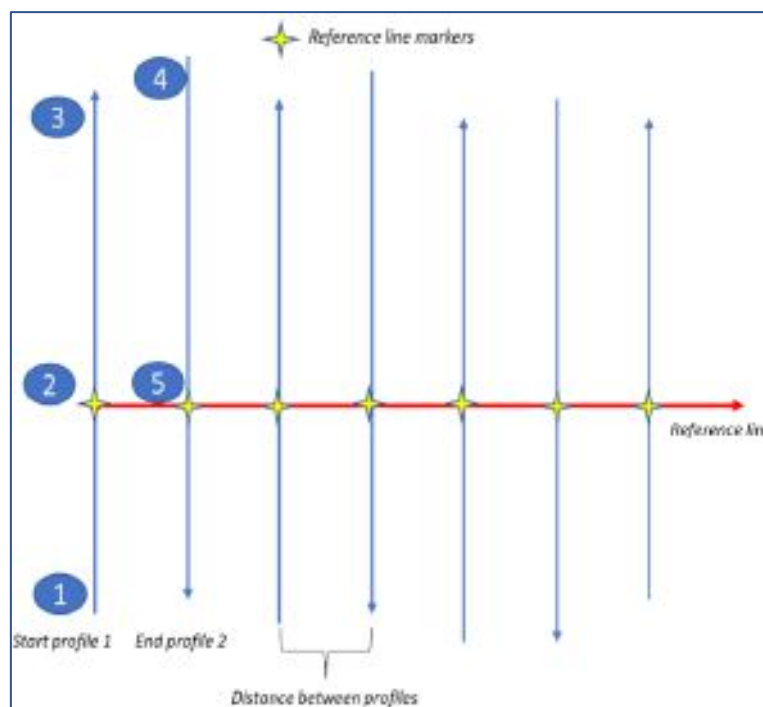 Reference line markers
4
3
2
5
Reference lin
1
Start profile 1 End profile 2
Distance between profiles